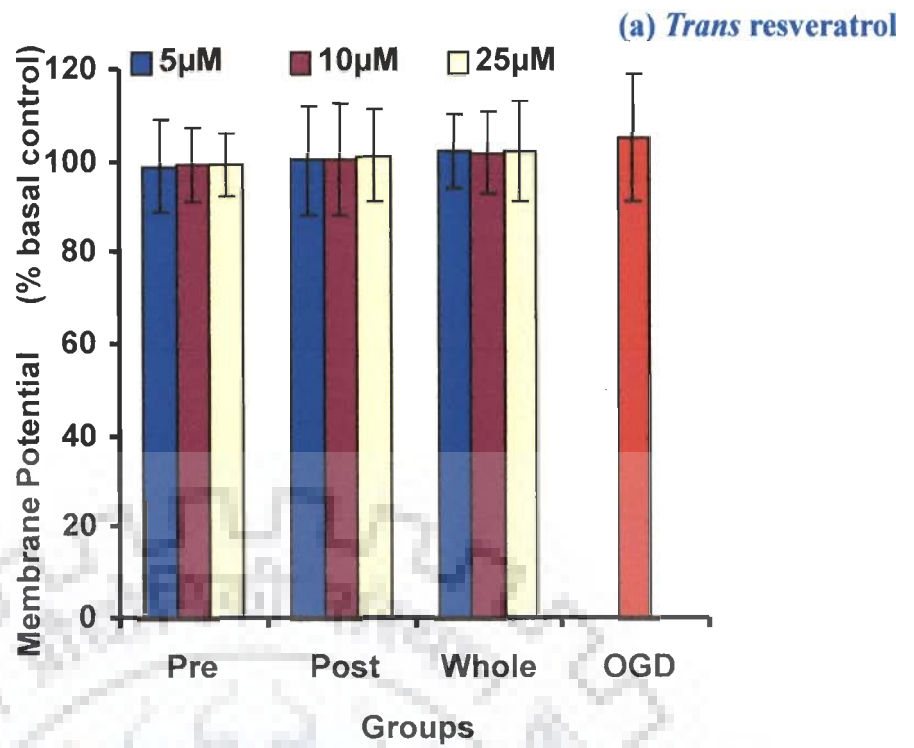 (a) Trans resveratrol
5µM 10µM 25µM
Membrane Potential (% basal control)
120
100
80
60
40
20
0
Pre Post Whole OGD
Groups